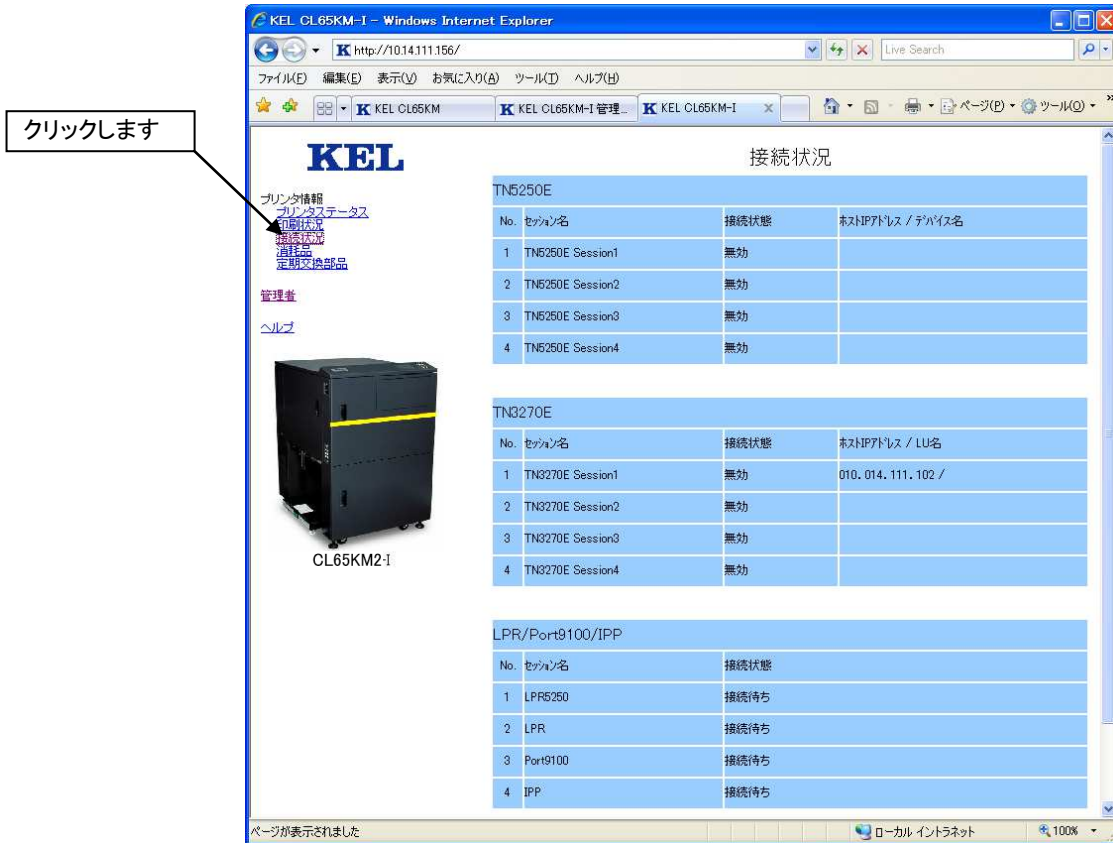 KEL CL65KM-I - Windows Internet Explorer
http://10.14.111.156/
Live Search
ファイル(F) 編集(E) 表示(V) お気に入り(A) ツール(T) ヘルプ(H)
KEL CL65KM
KEL CL65KM-I 管理...
KEL CL65KM-I
ページ(P)
ツール(O)
クリックします
KEL
プリンタ情報
プリンタステータス
印刷状況
接続状況
消耗品
定期交換部品
管理者
ヘルプ
CL65KM2-I
接続状況
TN5250E
No. セッション名 接続状態 ホストIPアドレス / デバイス名
1 TN5250E Session1 無効
2 TN5250E Session2 無効
3 TN5250E Session3 無効
4 TN5250E Session4 無効
TN3270E
No. セッション名 接続状態 ホストIPアドレス / LU名
1 TN3270E Session1 無効 010.014.111.102 /
2 TN3270E Session2 無効
3 TN3270E Session3 無効
4 TN3270E Session4 無効
LPR/Port9100/IPP
No. セッション名 接続状態
1 LPR5250 接続待ち
2 LPR 接続待ち
3 Port9100 接続待ち
4 IPP 接続待ち
ページが表示されました
ローカル イントラネット
100%